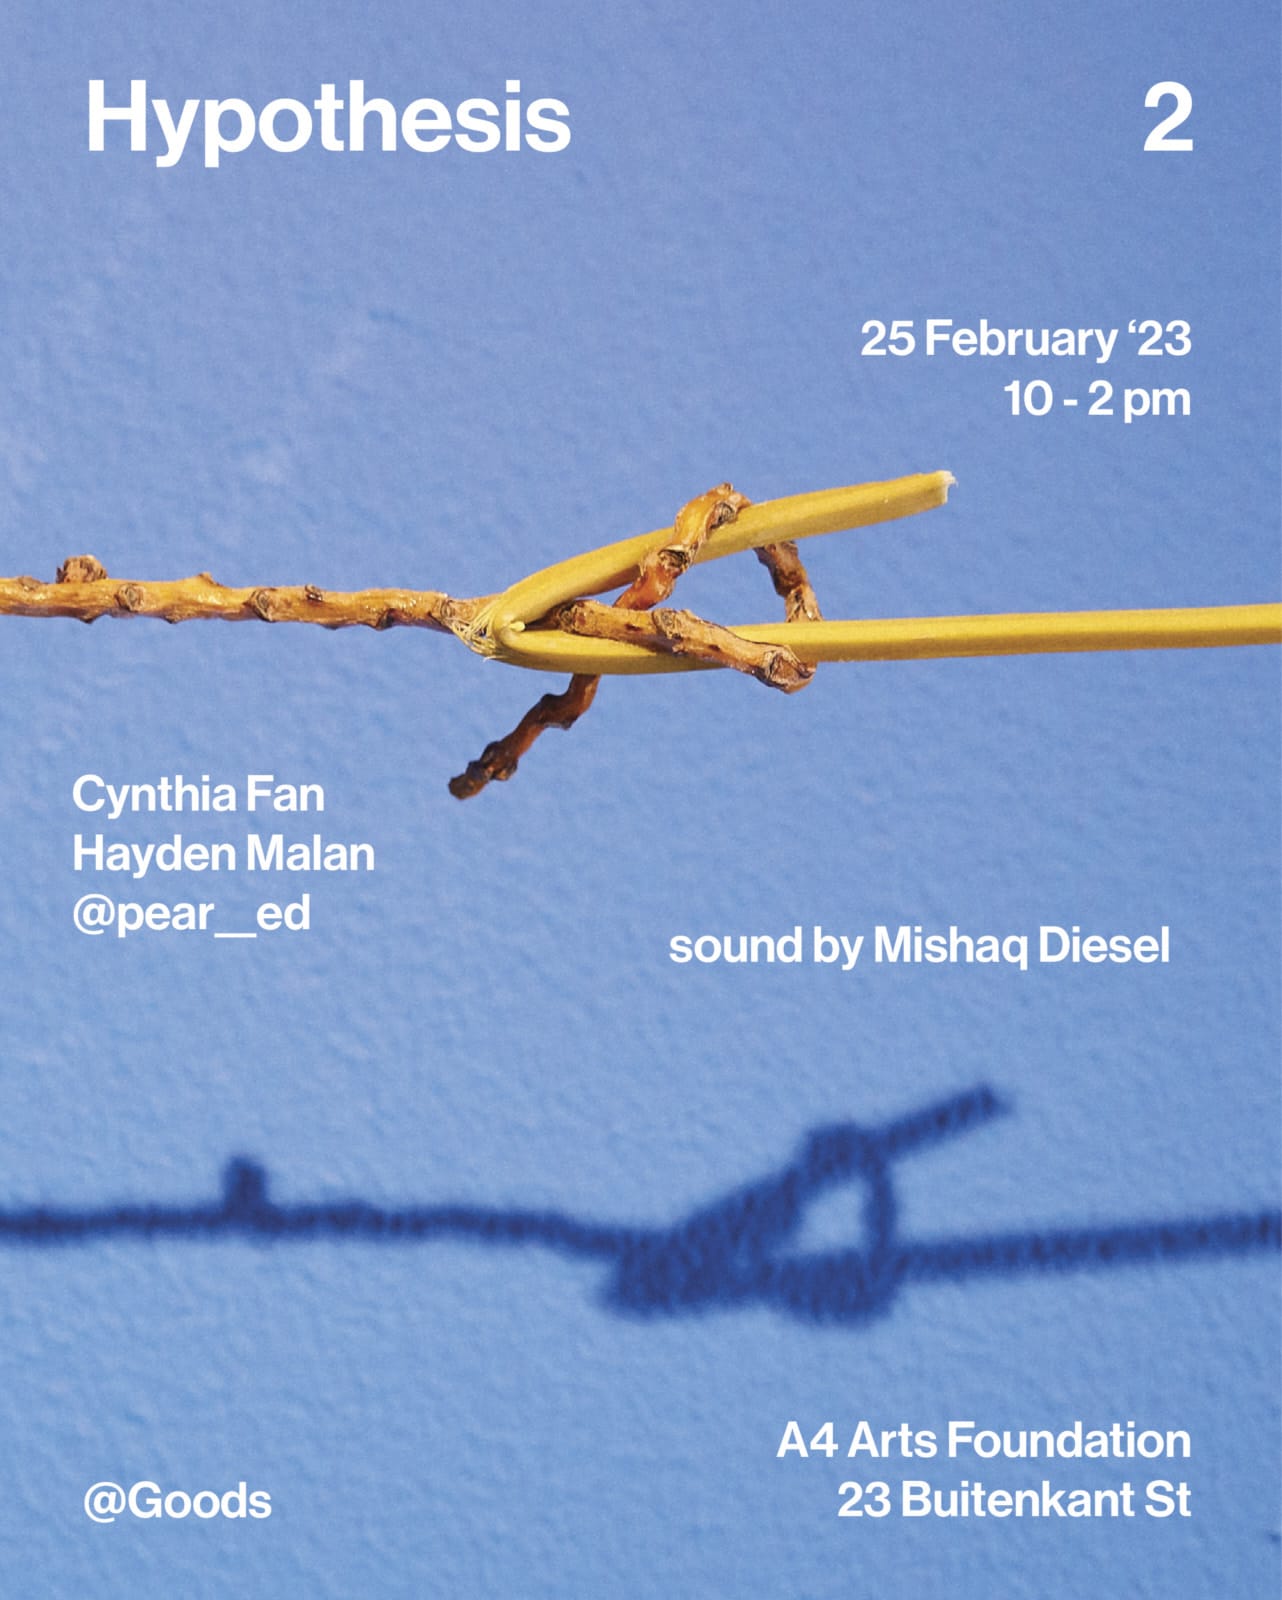 Hypothesis
2
25 February ‘23
10 - 2 pm
Cynthia Fan
Hayden Malan
@pear__ed
sound by Mishaq Diesel
A4 Arts Foundation
23 Buitenkant St
@Goods